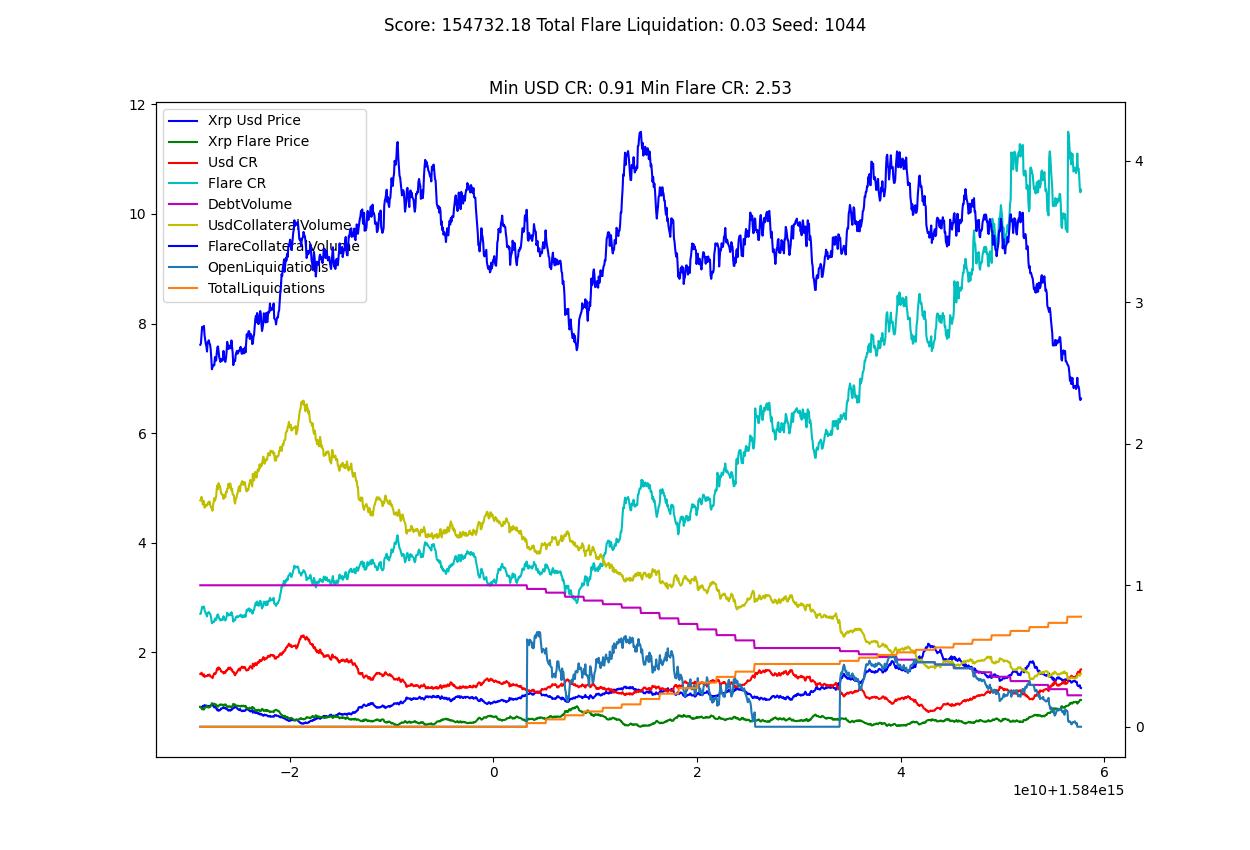 Score: 154732.18 Total Flare Liquidation: 0.03 Seed: 1044
Min USD CR: 0.91 Min Flare CR: 2.53
Xrp Usd Price
Xrp Flare Price
Usd CR
Flare CR
DebtVolume
UsdCollateralVolume
FlareCollateralVolume
OpenLiquidations
TotalLiquidations
12
10
8
6
4
2
4
3
2
1
0
−2
0
2
4
6
1e10+1.584e15